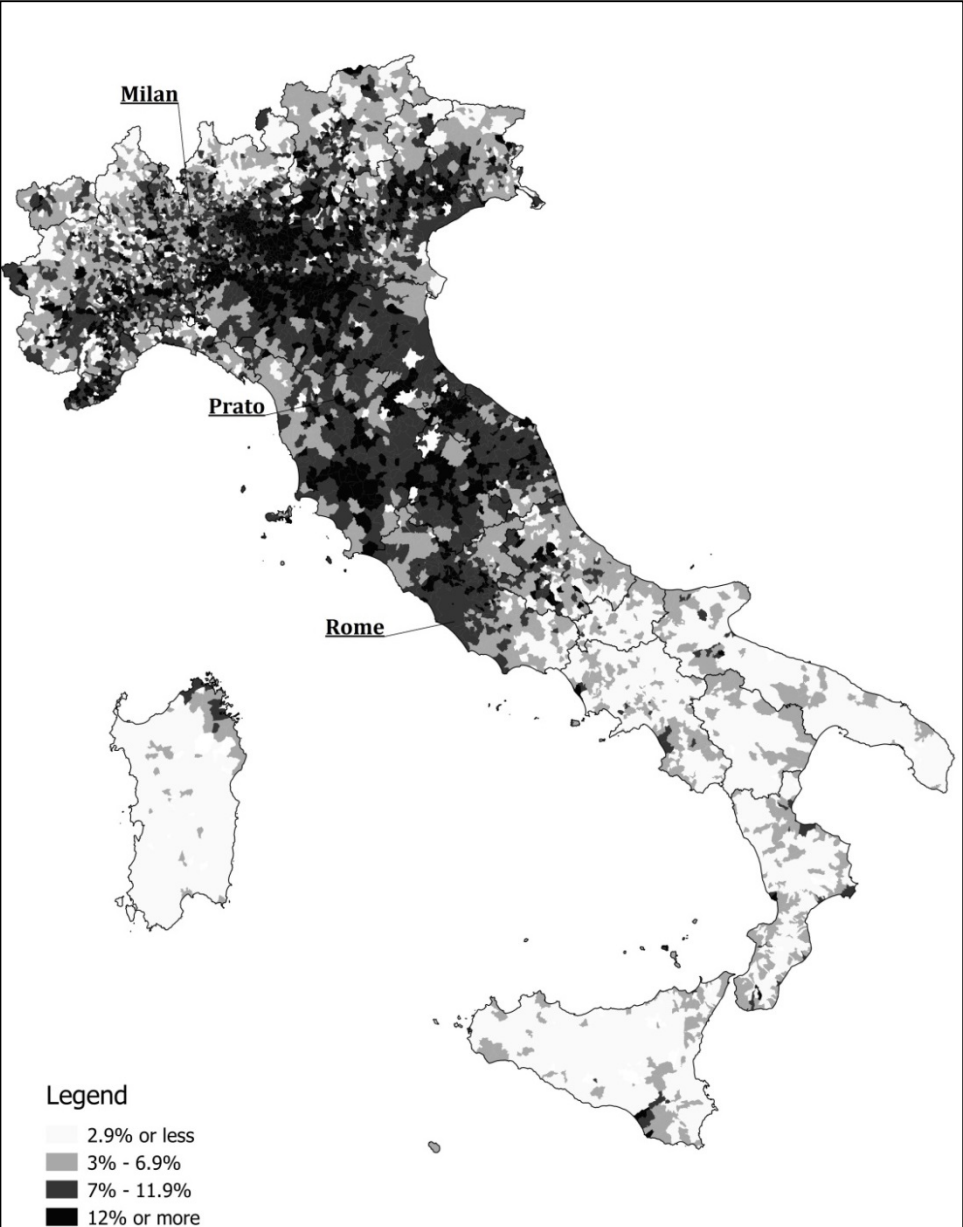 Milan
Prato
Rome
Legend
2.9% or less
3% - 6.9%
7% - 11.9%
12% or more